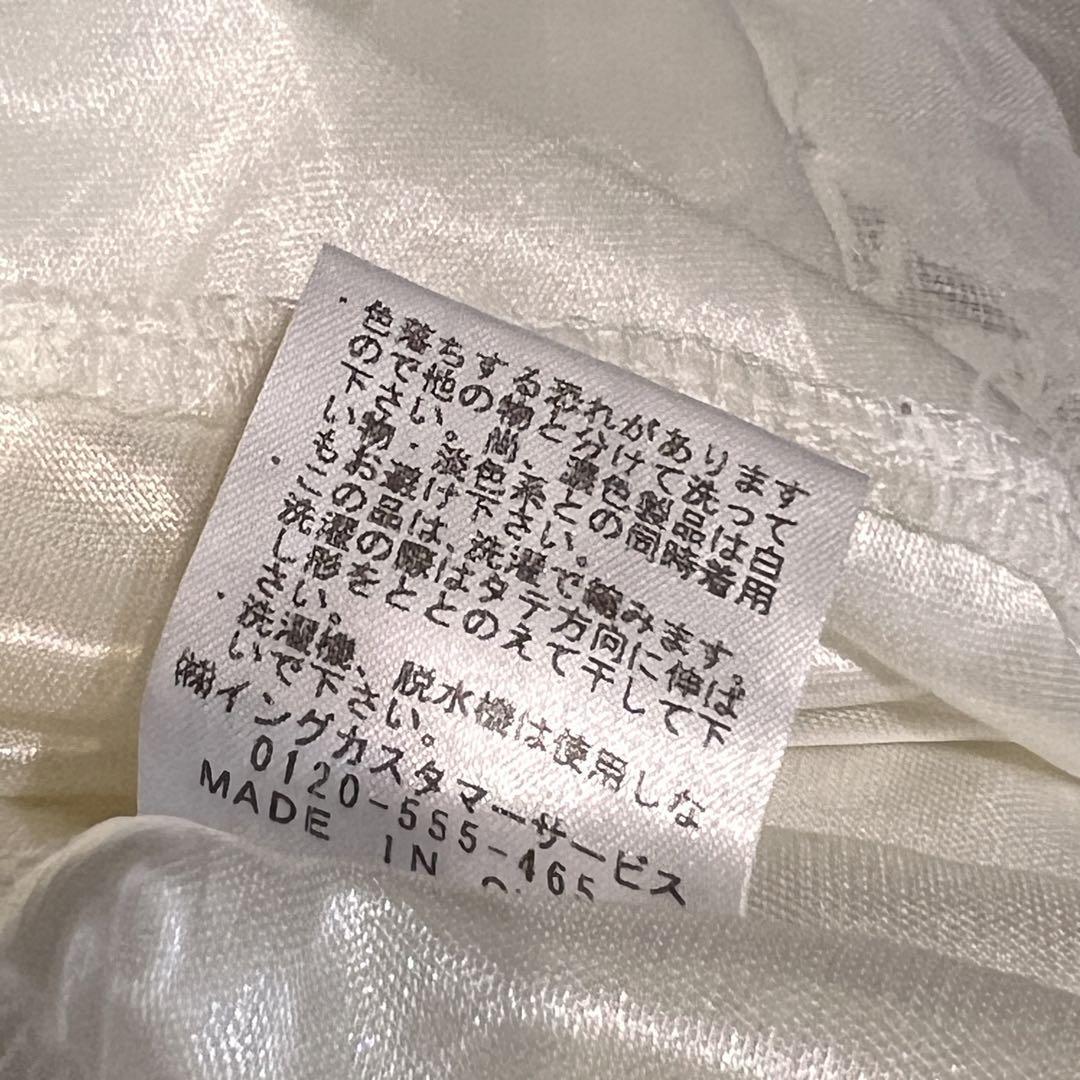 ・色落ちする恐れがあります
ので他の物と分けて洗って
下さい。尚、濃色製品は白
い物・淡色系との同時着用
もお避け下さい。
・この製品は、洗濯で縮みます。
洗濯の際はタテ方向に伸ば
し形をととのえて干して下
さい。
・洗濯機、脱水機は使用しな
いで下さい。
㈱イングカスタマーサービス
0120-555-465
MADE IN